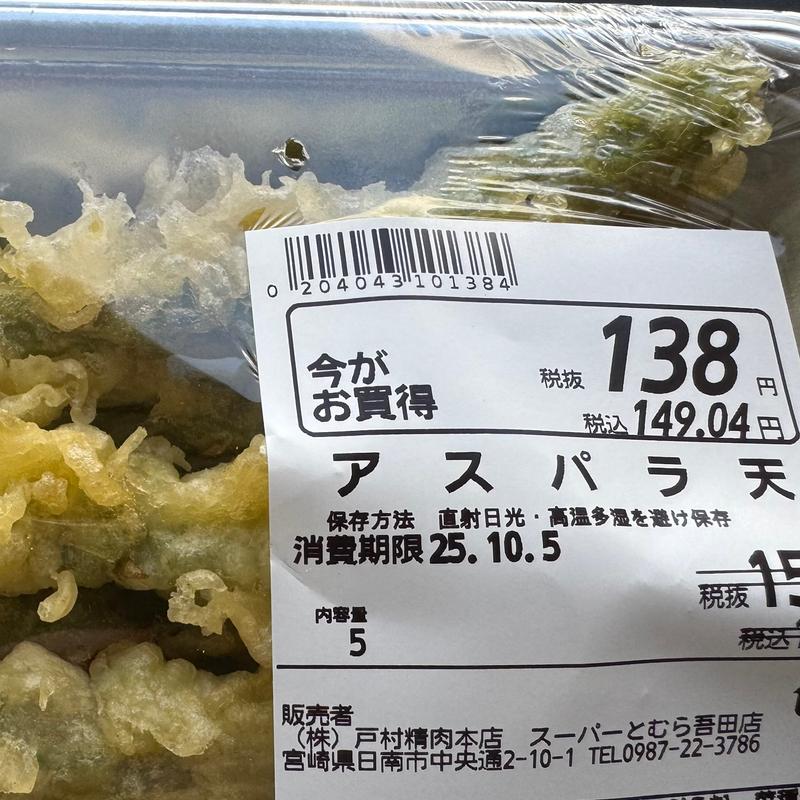 0 204043 101384
今が
お買得
税抜 138 円
税込 149.04 円
アスパラ天
保存方法 直射日光・高温多湿を避け保存
消費期限 25.10.5
税抜
税込
内容量
5
販売者
(株)戸村精肉本店 スーパーとむら吾田店
宮崎県日南市中央通2-10-1 TEL0987-22-3786